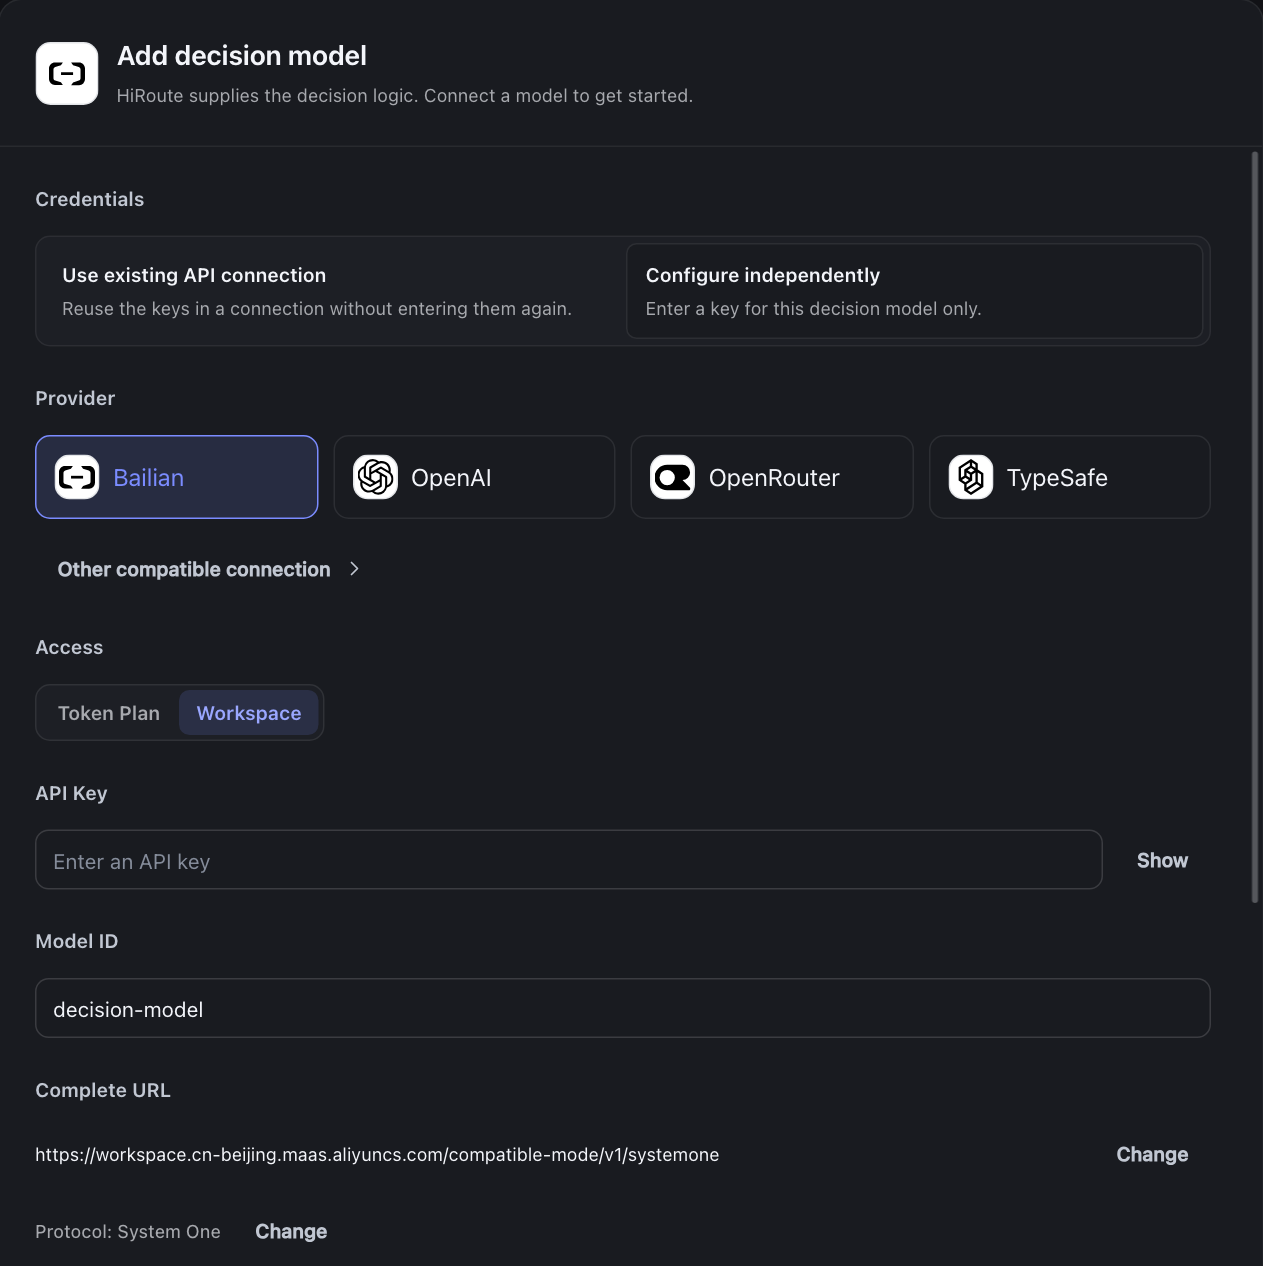 Add decision model
HiRoute supplies the decision logic. Connect a model to get started.
Credentials
Use existing API connection
Reuse the keys in a connection without entering them again.
Configure independently
Enter a key for this decision model only.
Provider
Bailian
OpenAI
OpenRouter
TypeSafe
Other compatible connection
Access
Token Plan
Workspace
API Key
Enter an API key
Show
Model ID
decision-model
Complete URL
https://workspace.cn-beijing.maas.aliyuncs.com/compatible-mode/v1/systemone
Change
Protocol: System One
Change